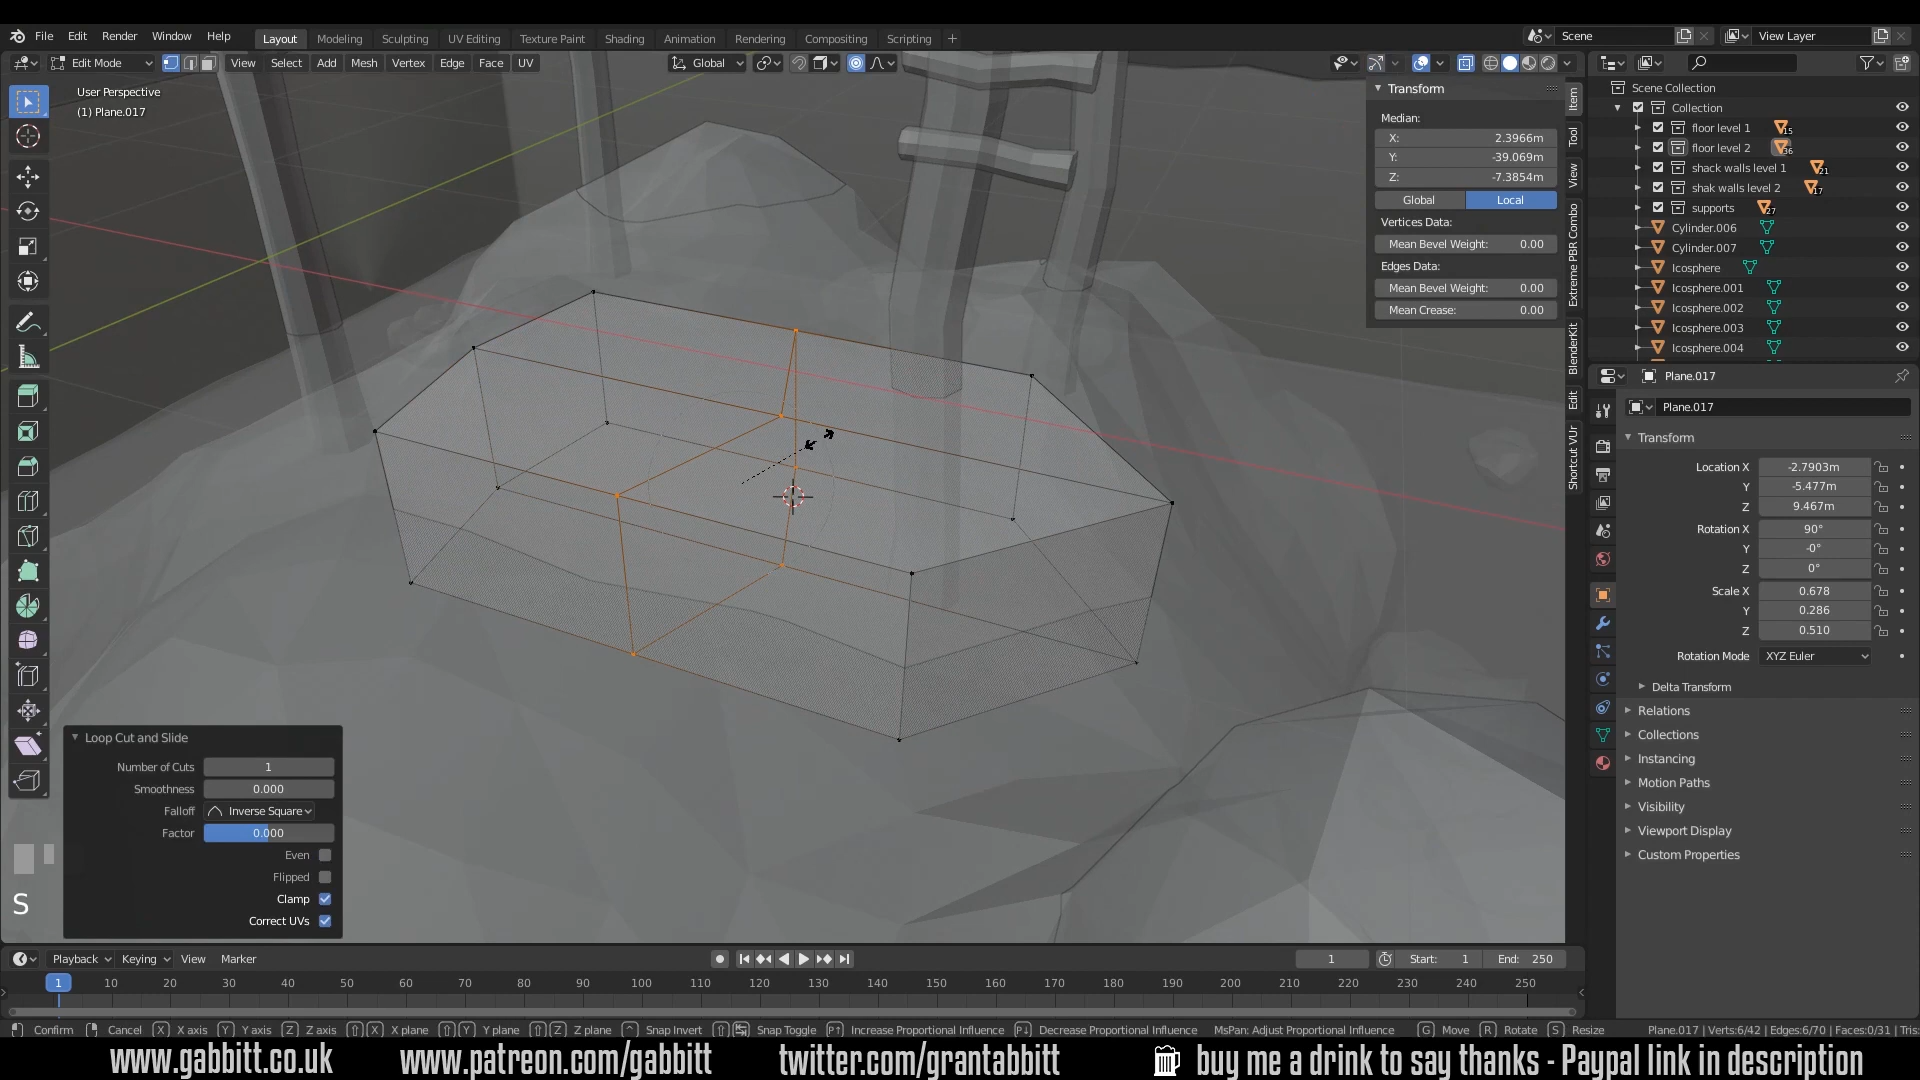 File Edit Render Window Help Layout Modeling Sculpting UV Editing Texture Paint Shading Animation Rendering Compositing Scripting + Scene View Layer
Edit Mode View Select Add Mesh Vertex Edge Face UV Global
User Perspective
(1) Plane.017
Transform
Median:
X: 2.3966m
Y: -39.069m
Z: -7.3854m
Global Local
Vertices Data:
Mean Bevel Weight: 0.00
Edges Data:
Mean Bevel Weight: 0.00
Mean Crease: 0.00
Item
Tool
View
Extreme PBR Combo
BlenderKit
Edit
Shortcut VUr
Scene Collection
Collection
floor level 1 15
floor level 2 36
shack walls level 1 21
shak walls level 2 17
supports 27
Cylinder.006
Cylinder.007
Icosphere
Icosphere.001
Icosphere.002
Icosphere.003
Icosphere.004
Plane.017
Plane.017
Transform
Location X -2.7903m
Y -5.477m
Z 9.467m
Rotation X 90°
Y -0°
Z 0°
Scale X 0.678
Y 0.286
Z 0.510
Rotation Mode XYZ Euler
Delta Transform
Relations
Collections
Instancing
Motion Paths
Visibility
Viewport Display
Custom Properties
Loop Cut and Slide
Number of Cuts 1
Smoothness 0.000
Falloff Inverse Square
Factor 0.000
Even
Flipped
Clamp
Correct UVs
S
Playback Keying View Marker 1 Start: 1 End: 250
1 10 20 30 40 50 60 70 80 90 100 110 120 130 140 150 160 170 180 190 200 210 220 230 240 250
Confirm Cancel X X axis Y Y axis Z Z axis X X plane Y Y plane Z Z plane Snap Invert Snap Toggle Increase Proportional Influence Decrease Proportional Influence MsPan: Adjust Proportional Influence G Move R Rotate S Resize Plane.017 | Verts:6/42 | Edges:6/70 | Faces:0/31 | Tris:
www.gabbitt.co.uk www.patreon.com/gabbitt twitter.com/grantabbitt buy me a drink to say thanks - Paypal link in description